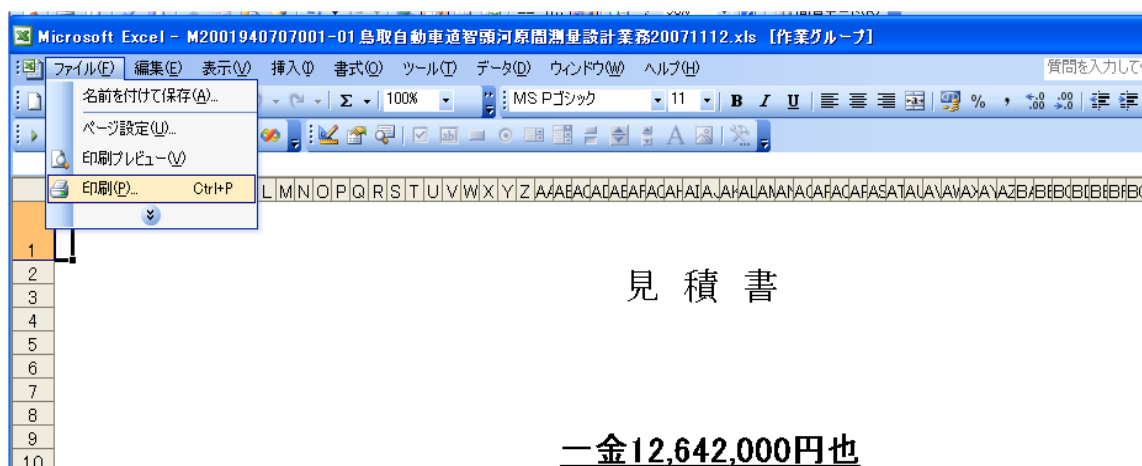 Microsoft Excel - M2001940707001-01鳥取自動車道智頭河原間測量設計業務20071112.xls [作業グループ]
ファイル(F) 編集(E) 表示(V) 挿入(I) 書式(O) ツール(T) データ(D) ウィンドウ(W) ヘルプ(H) 質問を入力して
名前を付けて保存(A)...
Σ 100% MS Pゴシック 11 B I U % ,
ページ設定(U)...
印刷プレビュー(V)
印刷(P)... Ctrl+P
L M N O P Q R S T U V W X Y Z
1
2
見 積 書
3
4
5
6
7
8
9
一金12,642,000円也
10